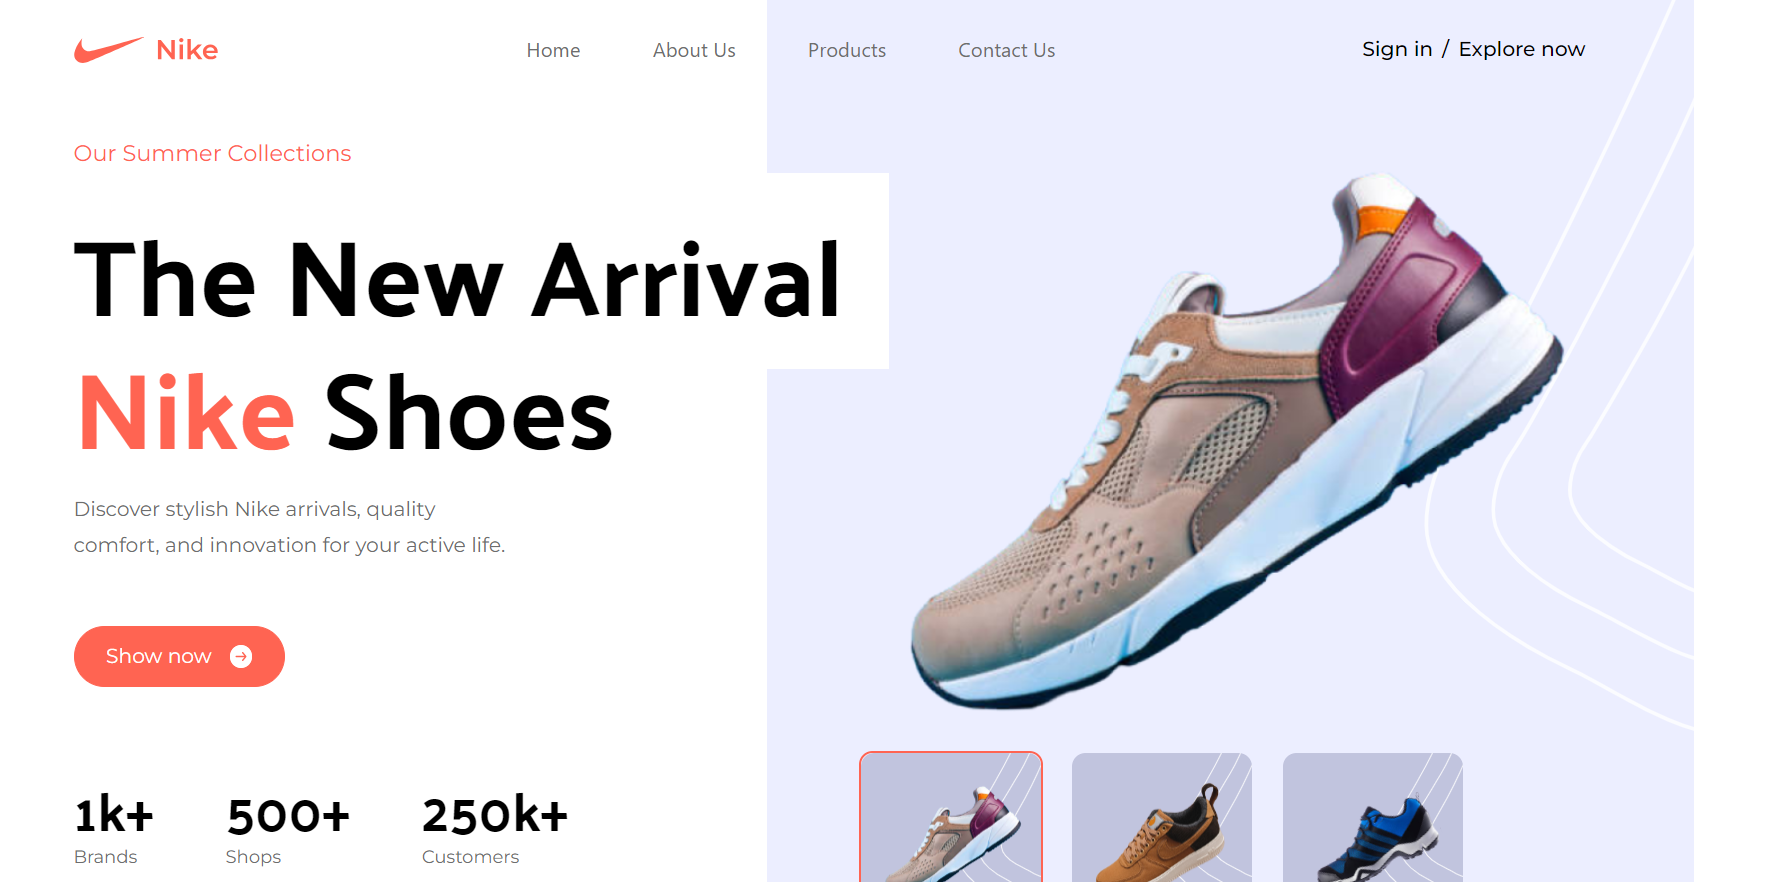 Nike
Home
About Us
Products
Contact Us
Sign in / Explore now
Our Summer Collections
The New Arrival
Nike Shoes
Discover stylish Nike arrivals, quality
comfort, and innovation for your active life.
Show now
1k+
Brands
500+
Shops
250k+
Customers